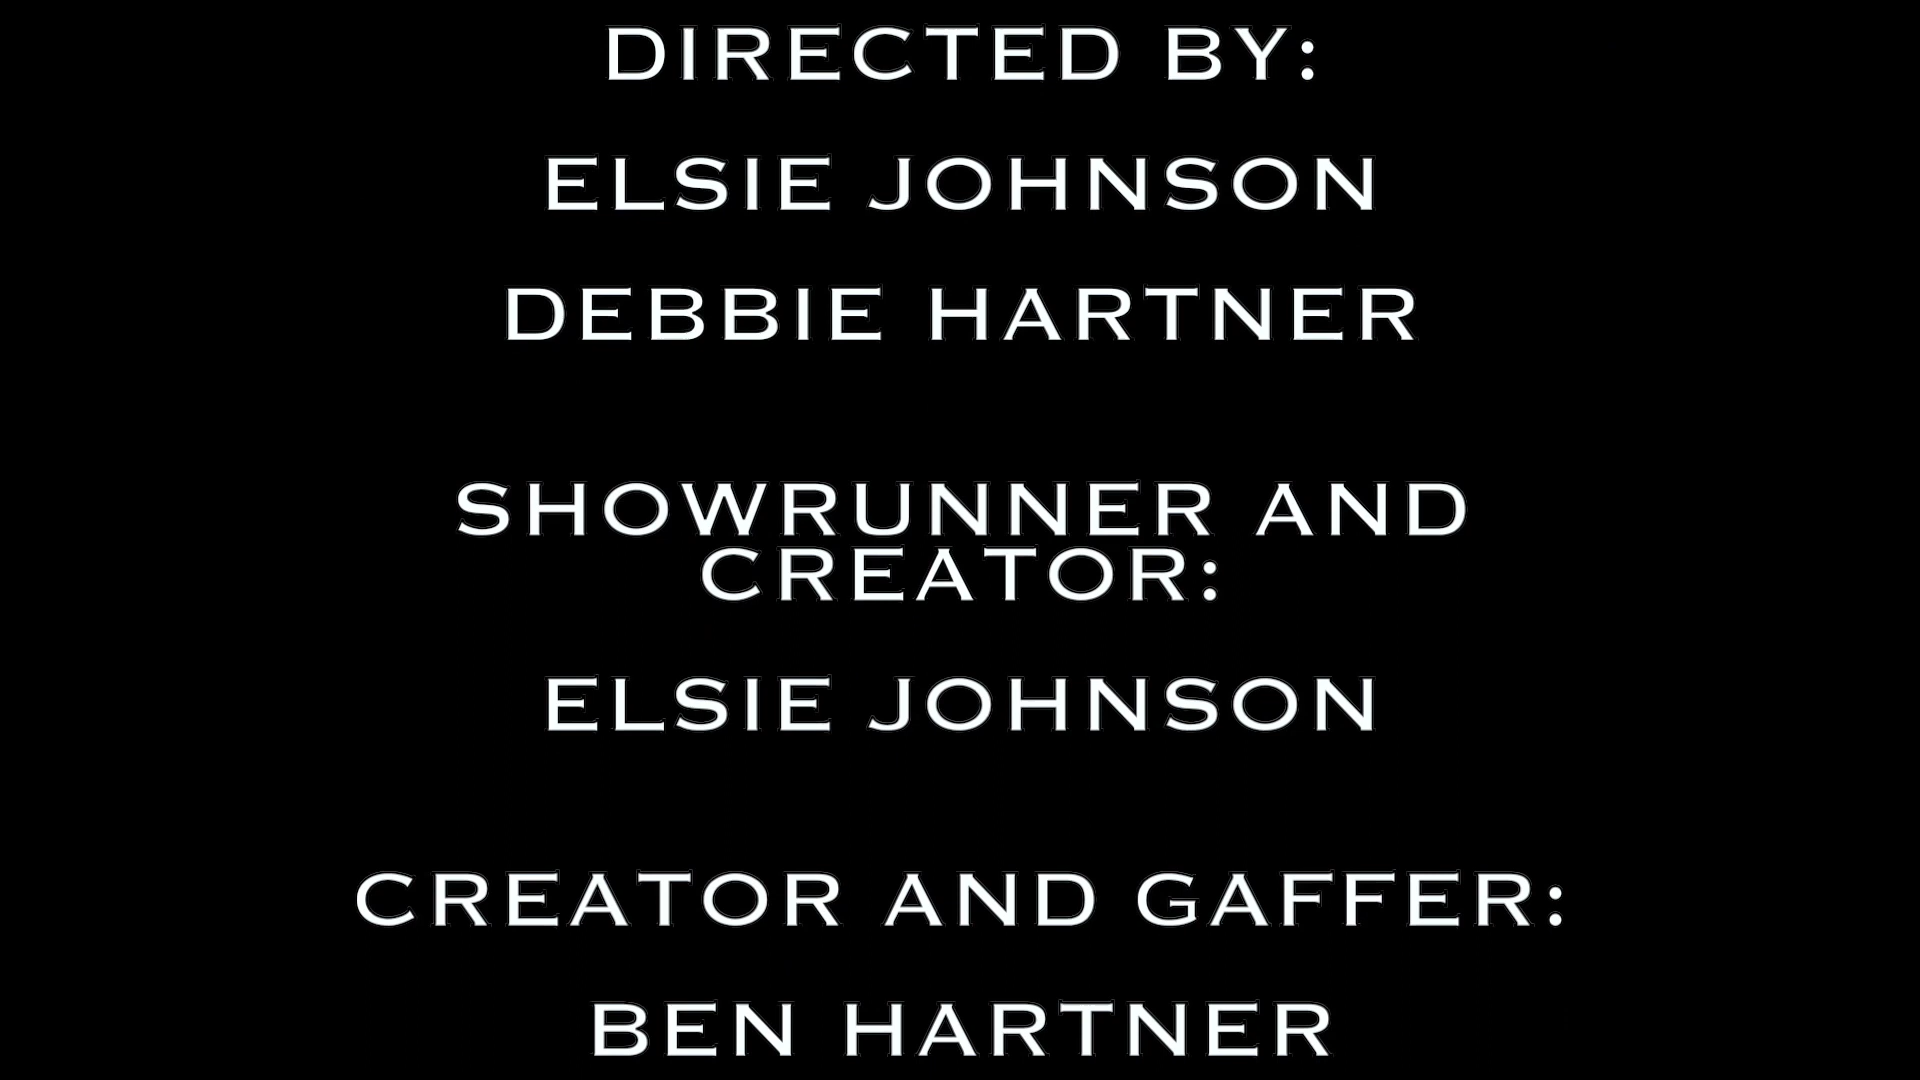 DIRECTED BY:
ELSIE JOHNSON
DEBBIE HARTNER
SHOWRUNNER AND
CREATOR:
ELSIE JOHNSON
CREATOR AND GAFFER:
BEN HARTNER